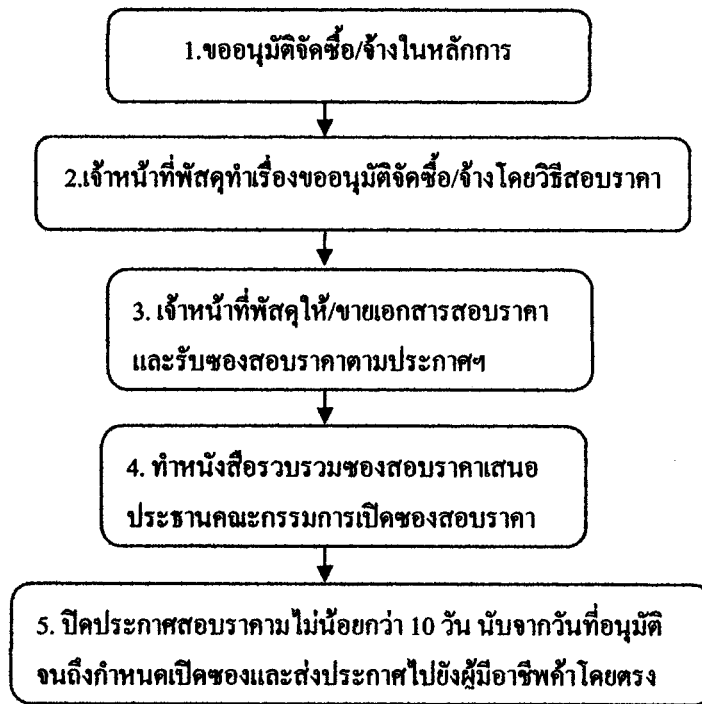 1.ขออนุมัติจัดซื้อ/จ้างในหลักการ
2.เจ้าหน้าที่พัสดุทำเรื่องขออนุมัติจัดซื้อ/จ้างโดยวิธีสอบราคา
3. เจ้าหน้าที่พัสดุให้/ขายเอกสารสอบราคา
และรับซองสอบราคาตามประกาศฯ
4. ทำหนังสือรวบรวมซองสอบราคาเสนอ
ประธานคณะกรรมการเปิดซองสอบราคา
5. ปิดประกาศสอบราคามไม่น้อยกว่า 10 วัน นับจากวันที่อนุมัติ
จนถึงกำหนดเปิดซองและส่งประกาศไปยังผู้มีอาชีพค้าโดยตรง